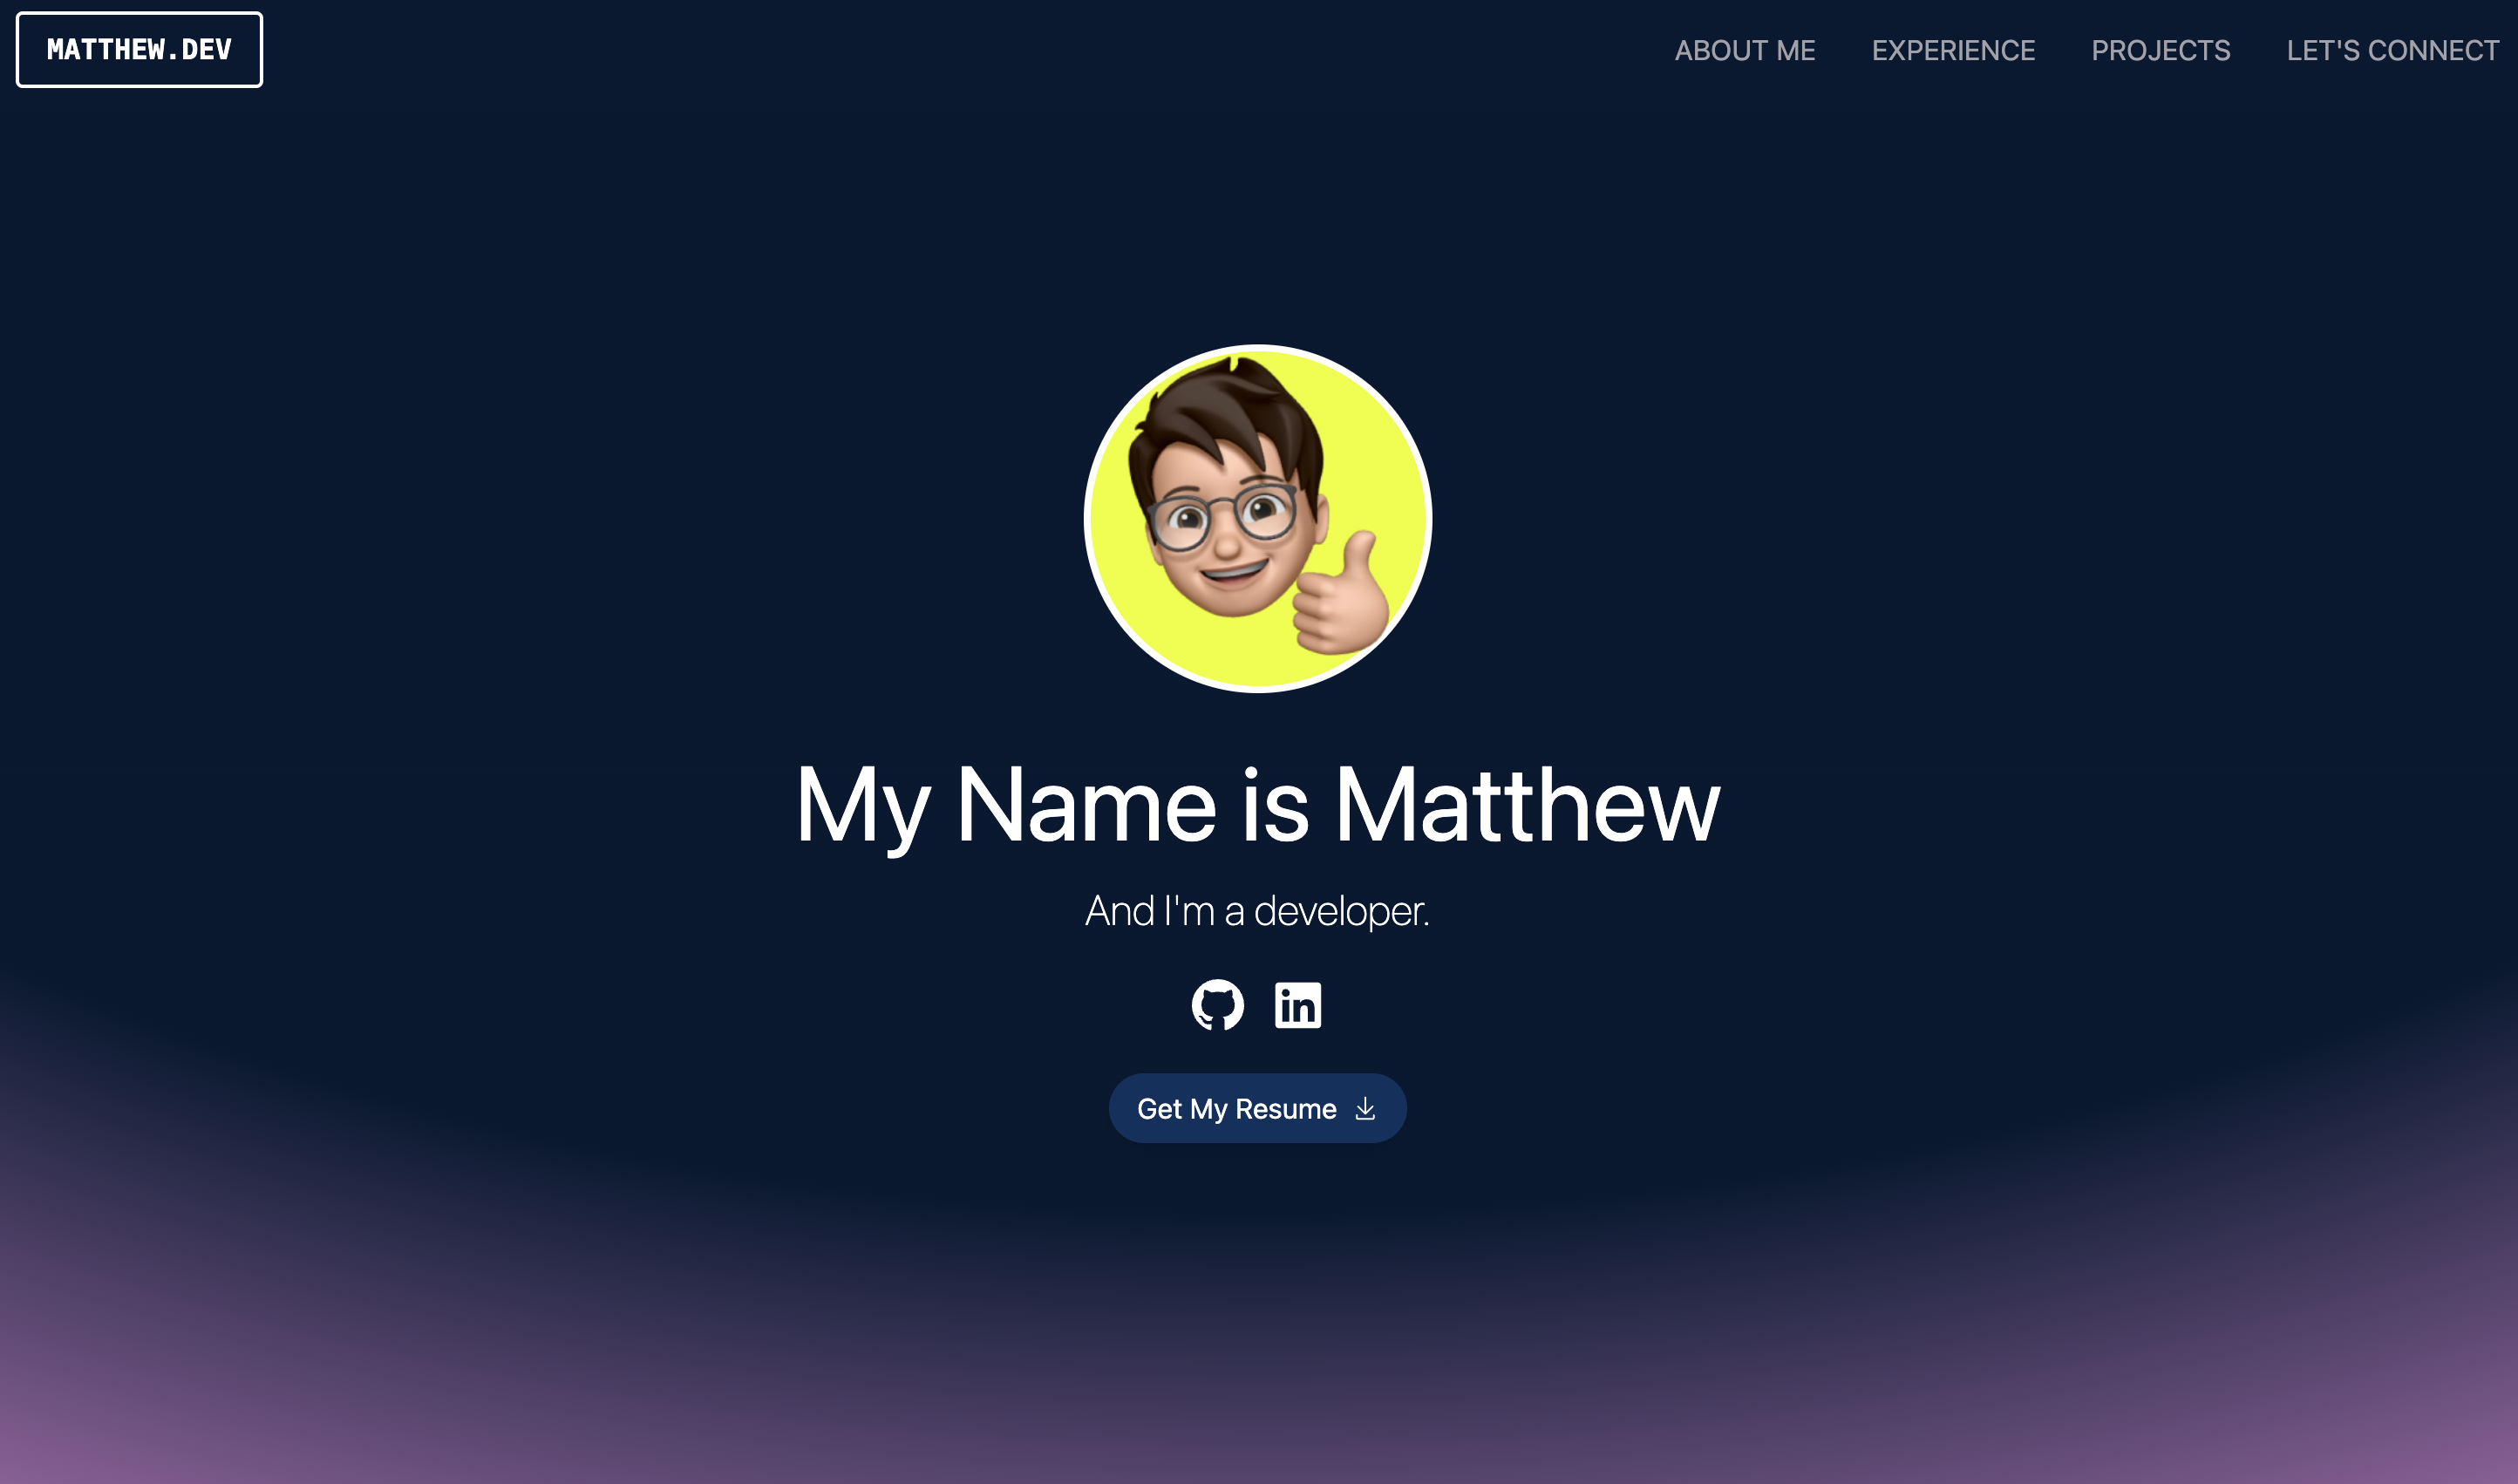 MATTHEW.DEV
ABOUT ME
EXPERIENCE
PROJECTS
LET'S CONNECT
My Name is Matthew
And I'm a developer.
in
Get My Resume